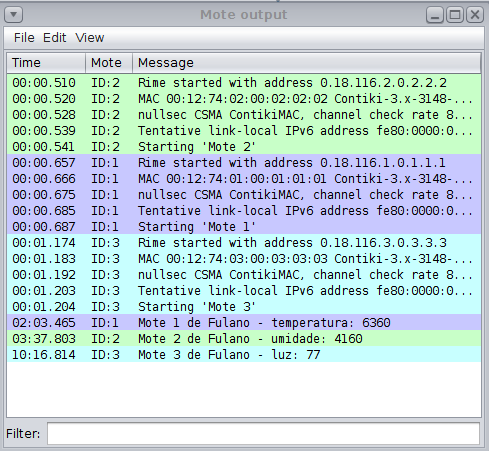 Mote output
File Edit View
Time Mote Message
00:00.510 ID:2 Rime started with address 0.18.116.2.0.2.2.2
00:00.520 ID:2 MAC 00:12:74:02:00:02:02:02 Contiki-3.x-3148-...
00:00.528 ID:2 nullsec CSMA ContikiMAC, channel check rate 8...
00:00.539 ID:2 Tentative link-local IPv6 address fe80:0000:0...
00:00.541 ID:2 Starting 'Mote 2'
00:00.657 ID:1 Rime started with address 0.18.116.1.0.1.1.1
00:00.666 ID:1 MAC 00:12:74:01:00:01:01:01 Contiki-3.x-3148-...
00:00.675 ID:1 nullsec CSMA ContikiMAC, channel check rate 8...
00:00.685 ID:1 Tentative link-local IPv6 address fe80:0000:0...
00:00.687 ID:1 Starting 'Mote 1'
00:01.174 ID:3 Rime started with address 0.18.116.3.0.3.3.3
00:01.183 ID:3 MAC 00:12:74:03:00:03:03:03 Contiki-3.x-3148-...
00:01.192 ID:3 nullsec CSMA ContikiMAC, channel check rate 8...
00:01.203 ID:3 Tentative link-local IPv6 address fe80:0000:0...
00:01.204 ID:3 Starting 'Mote 3'
02:03.465 ID:1 Mote 1 de Fulano - temperatura: 6360
03:37.803 ID:2 Mote 2 de Fulano - umidade: 4160
10:16.814 ID:3 Mote 3 de Fulano - luz: 77
Filter: